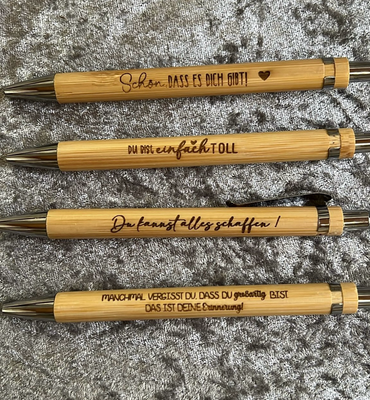 Schön, DASS ES DICH GIBT!
DU BIST einfach TOLL
Du kannst alles schaffen!
MANCHMAL VERGISST DU, DASS DU großartig BIST.
DAS IST DEINE Erinnerung!